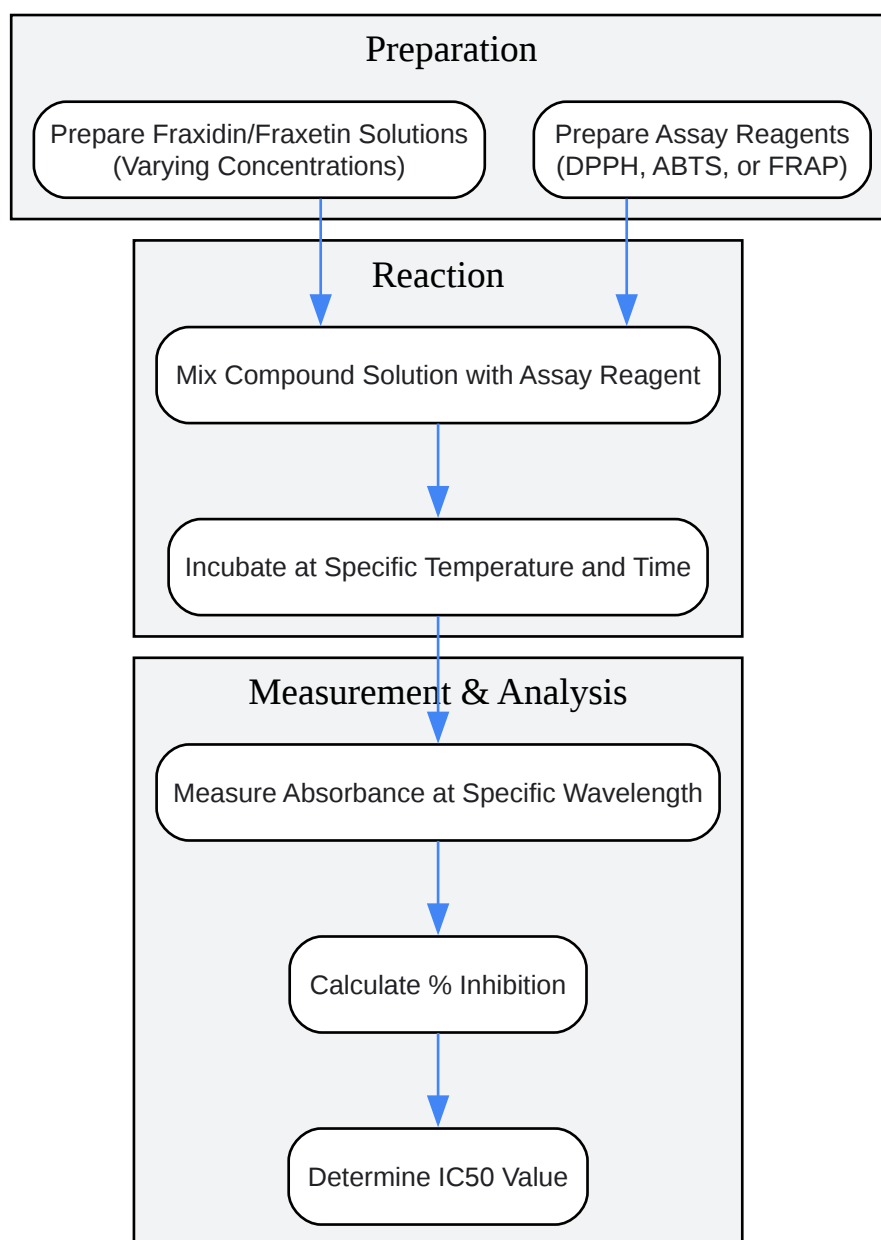 Preparation
Prepare Fraxidin/Fraxetin Solutions
(Varying Concentrations)
Prepare Assay Reagents
(DPPH, ABTS, or FRAP)
Reaction
Mix Compound Solution with Assay Reagent
Incubate at Specific Temperature and Time
Measurement & Analysis
Measure Absorbance at Specific Wavelength
Calculate % Inhibition
Determine IC50 Value